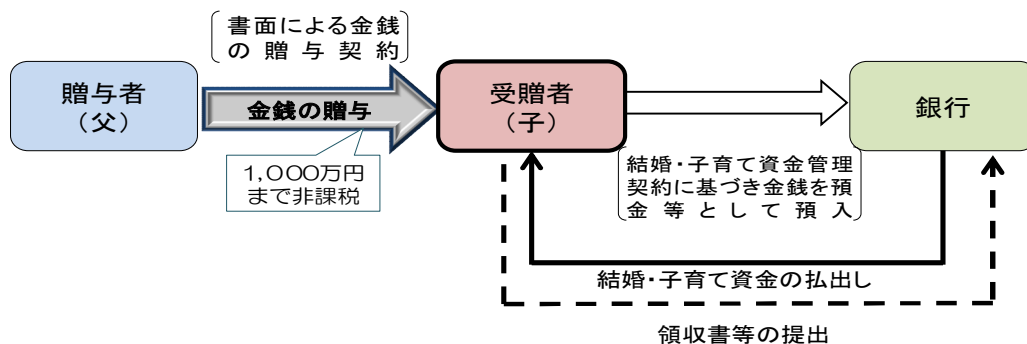 書面による金銭
の贈与契約
贈与者
（父）
金銭の贈与
1,000万円
まで非課税
受贈者
（子）
結婚・子育て資金管理
契約に基づき金銭を預
金等として預入
銀行
結婚・子育て資金の払出し
領収書等の提出